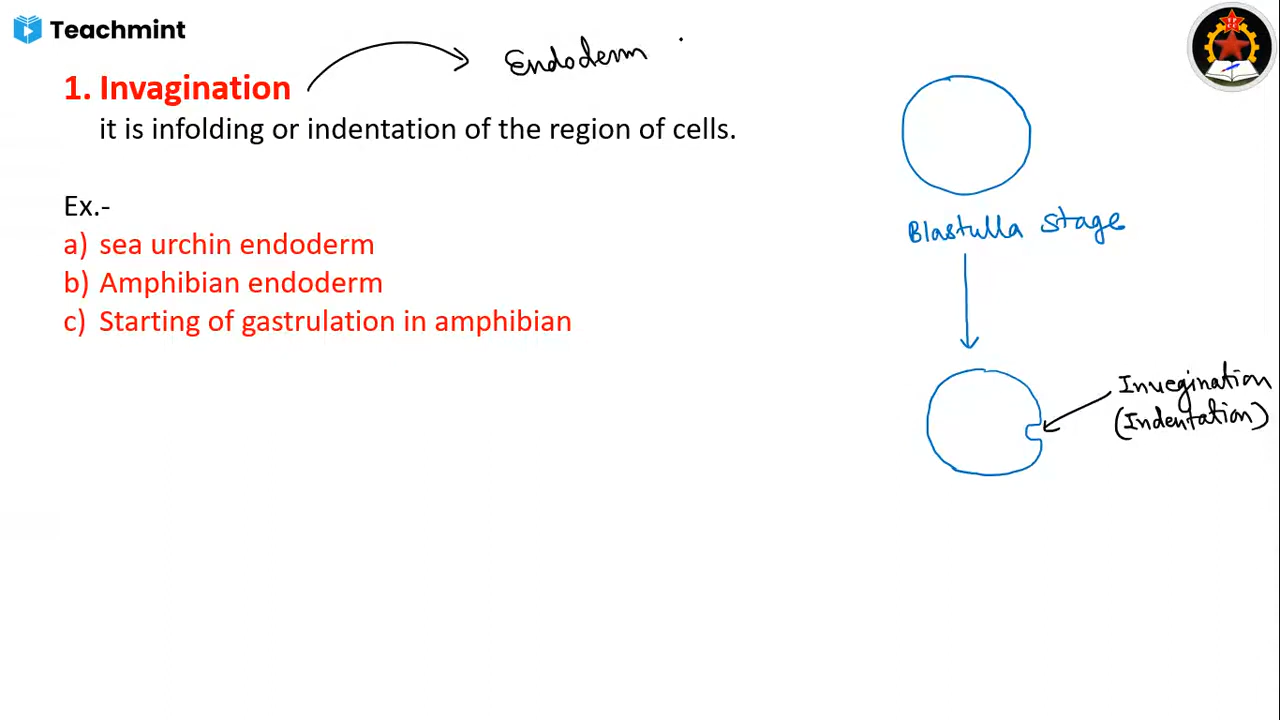 Teachmint
Endoderm
1. Invagination
it is infolding or indentation of the region of cells.
Ex.-
a) sea urchin endoderm
b) Amphibian endoderm
c) Starting of gastrulation in amphibian
Blastulla Stage
Invegination
(Indentation)